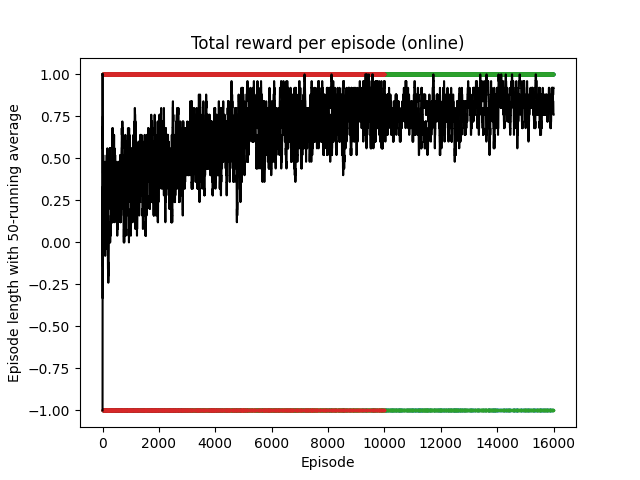 Total reward per episode (online)
Episode length with 50-running average
1.00
0.75
0.50
0.25
0.00
−0.25
−0.50
−0.75
−1.00
0 2000 4000 6000 8000 10000 12000 14000 16000
Episode